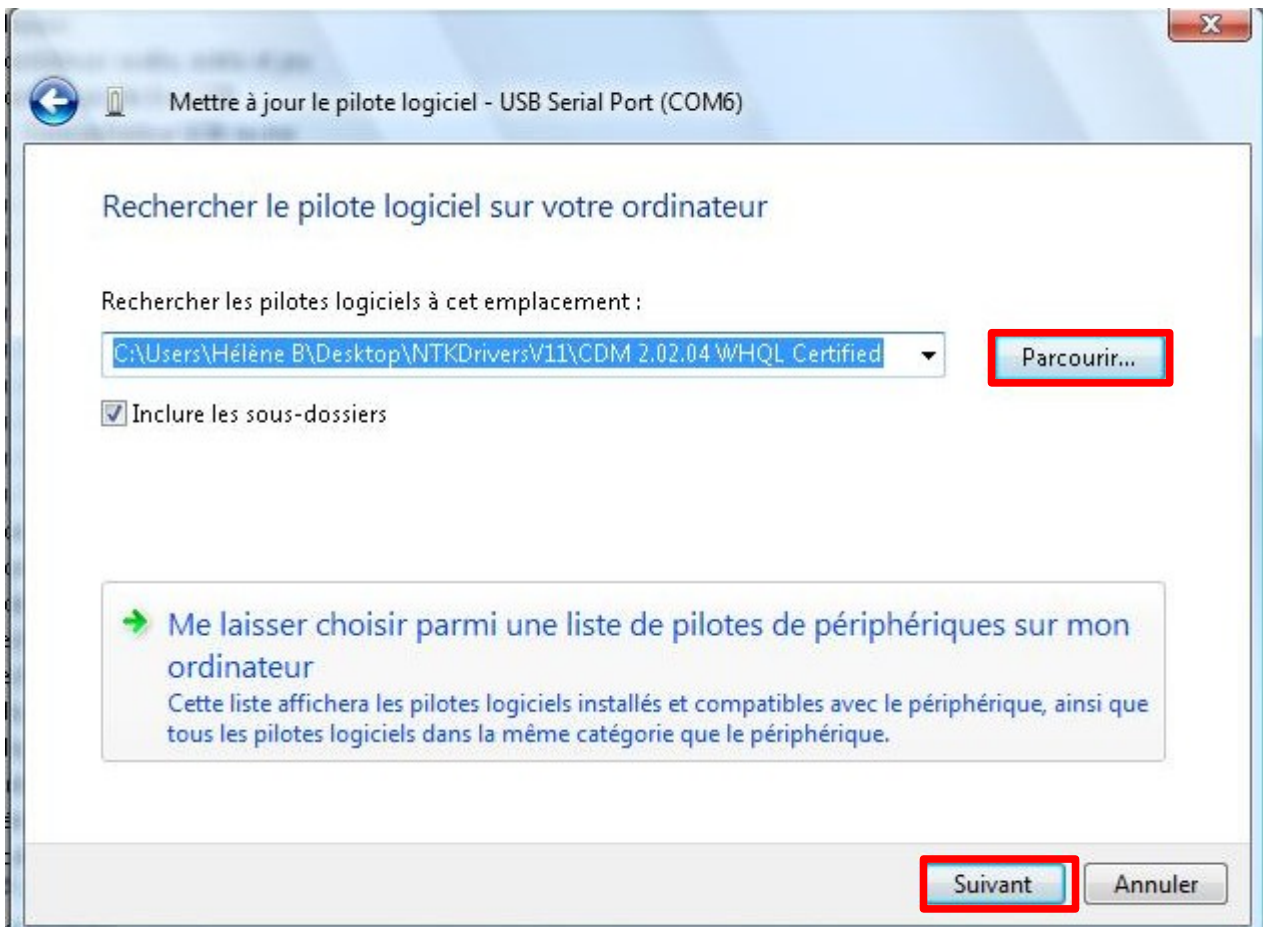 Mettre à jour le pilote logiciel - USB Serial Port (COM6)
Rechercher le pilote logiciel sur votre ordinateur
Rechercher les pilotes logiciels à cet emplacement :
C:\Users\Hélène B\Desktop\NTKDriversV11\CDM 2.02.04 WHQL Certified
Parcourir...
Inclure les sous-dossiers
Me laisser choisir parmi une liste de pilotes de périphériques sur mon
ordinateur
Cette liste affichera les pilotes logiciels installés et compatibles avec le périphérique, ainsi que
tous les pilotes logiciels dans la même catégorie que le périphérique.
Suivant
Annuler